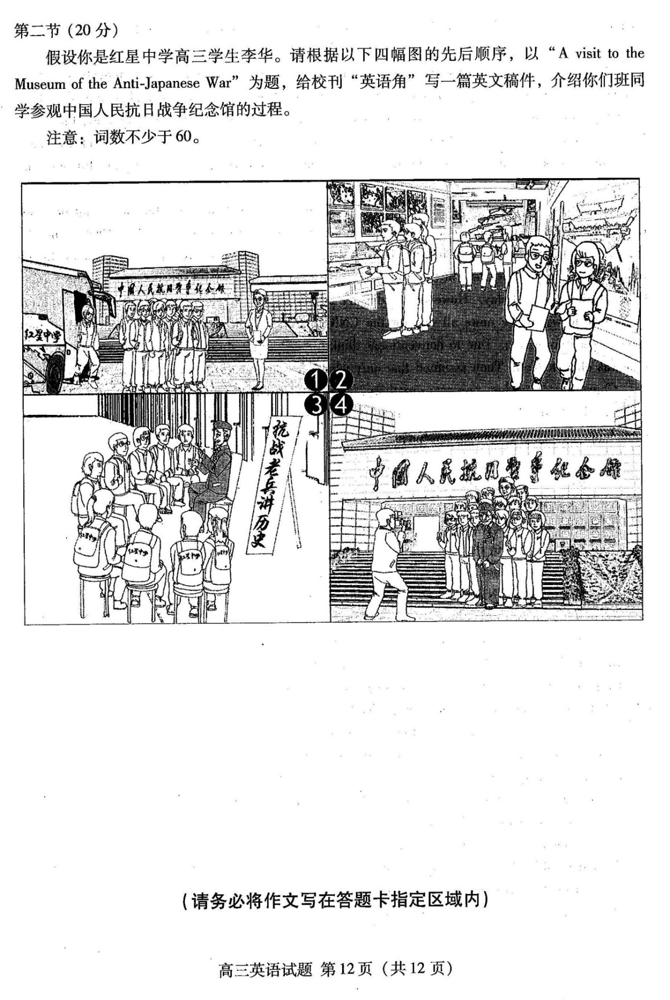 第二节（20 分）
假设你是红星中学高三学生李华。请根据以下四幅图的先后顺序，以“A visit to the
Museum of the Anti-Japanese War”为题，给校刊“英语角”写一篇英文稿件，介绍你们班同
学参观中国人民抗日战争纪念馆的过程。
注意：词数不少于 60。
中国人民抗日战争纪念馆
红星中学
❶
❷
❸
❹
抗战老兵讲历史
红星中学
红星中学
红星中学
中国人民抗日战争纪念馆
（请务必将作文写在答题卡指定区域内）
高三英语试题 第 12 页（共 12 页）